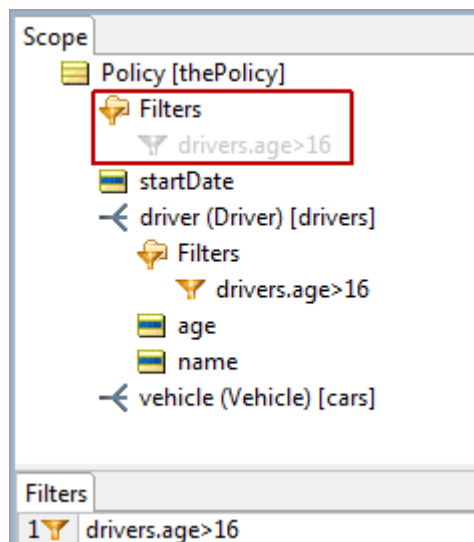 Scope
Policy [thePolicy]
Filters
drivers.age>16
startDate
driver (Driver) [drivers]
Filters
drivers.age>16
age
name
vehicle (Vehicle) [cars]
Filters
1 drivers.age>16